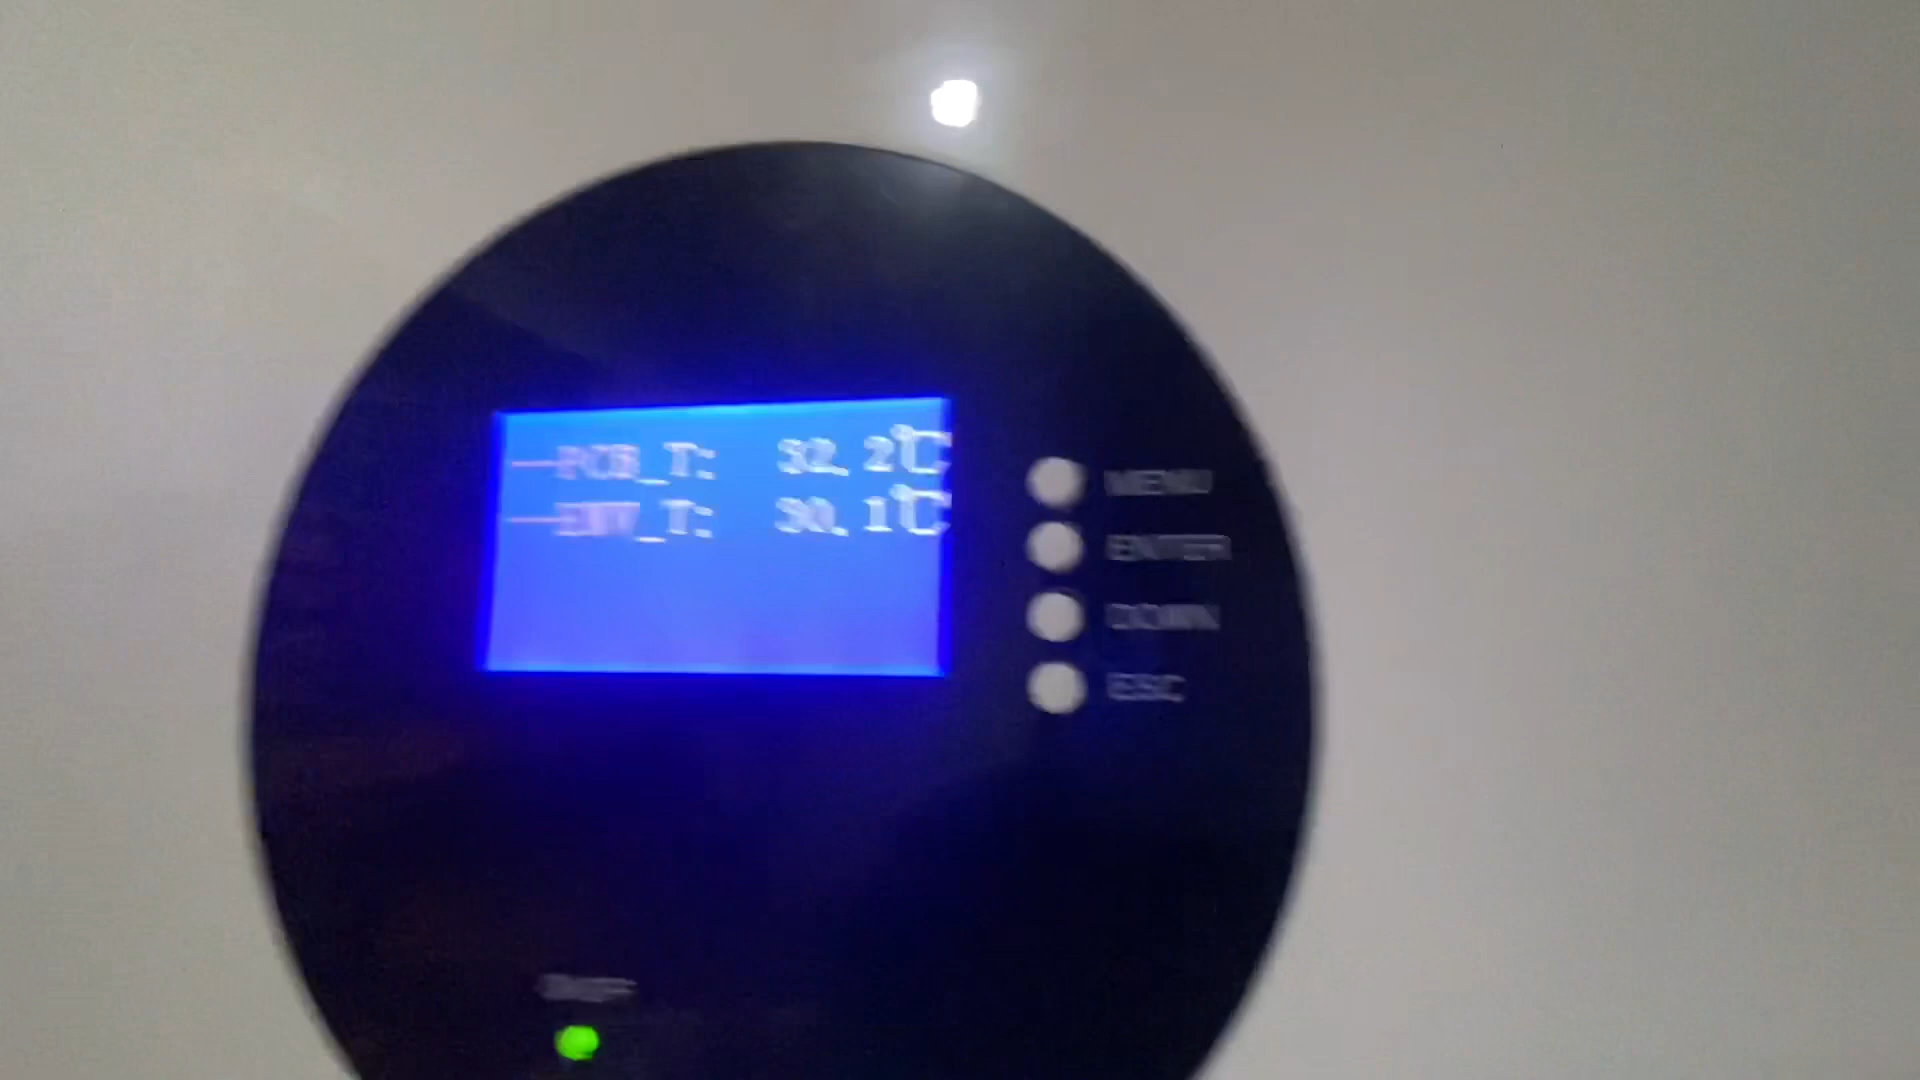 —PCB_T: 32.2℃
—ENV_T: 30.1℃
MENU
ENTER
DOWN
ESC